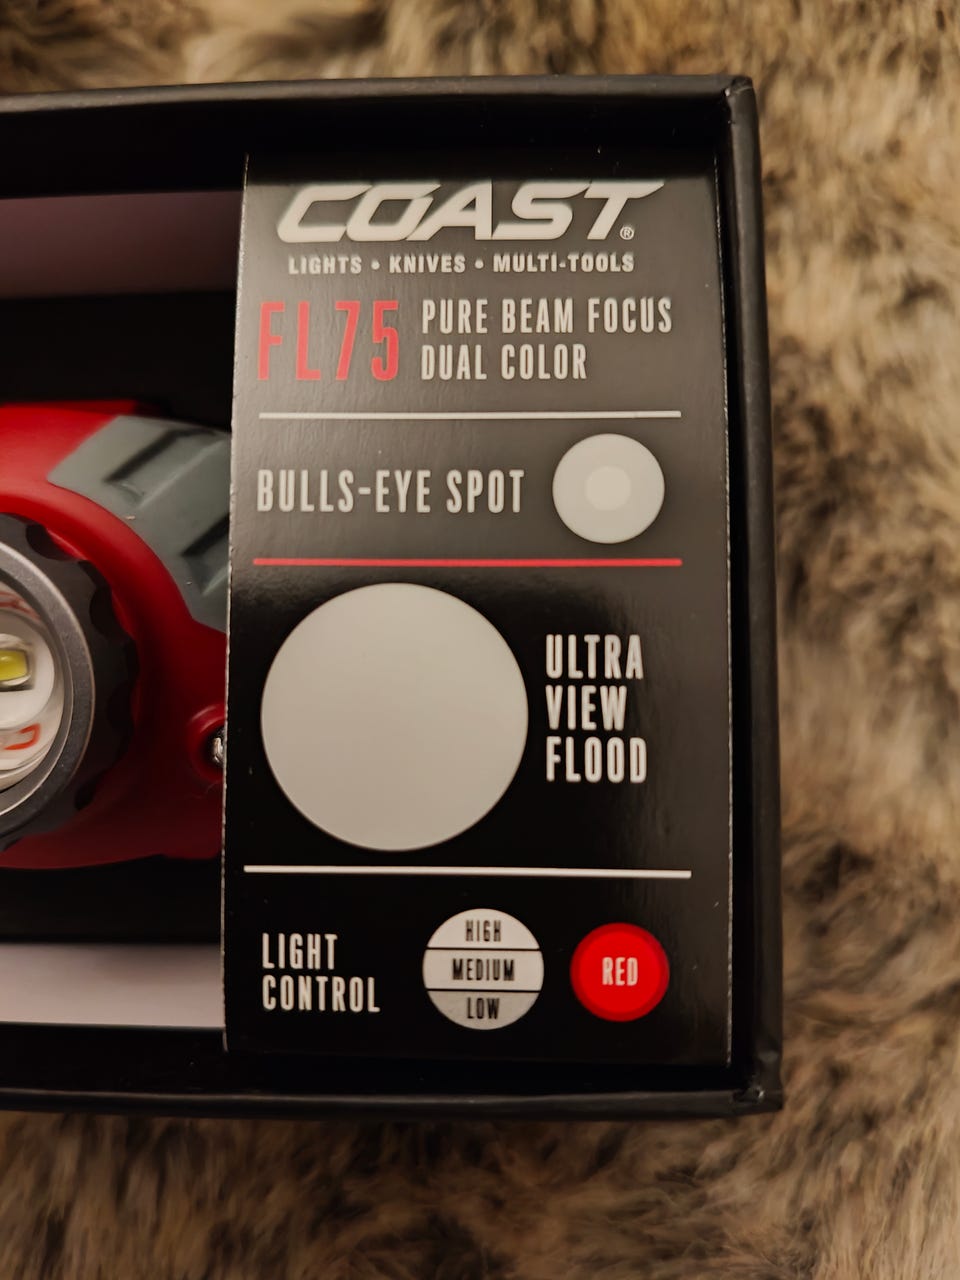 COAST®
LIGHTS • KNIVES • MULTI-TOOLS
FL75 PURE BEAM FOCUS
DUAL COLOR
BULLS-EYE SPOT
ULTRA
VIEW
FLOOD
LIGHT
CONTROL
HIGH
MEDIUM
LOW
RED